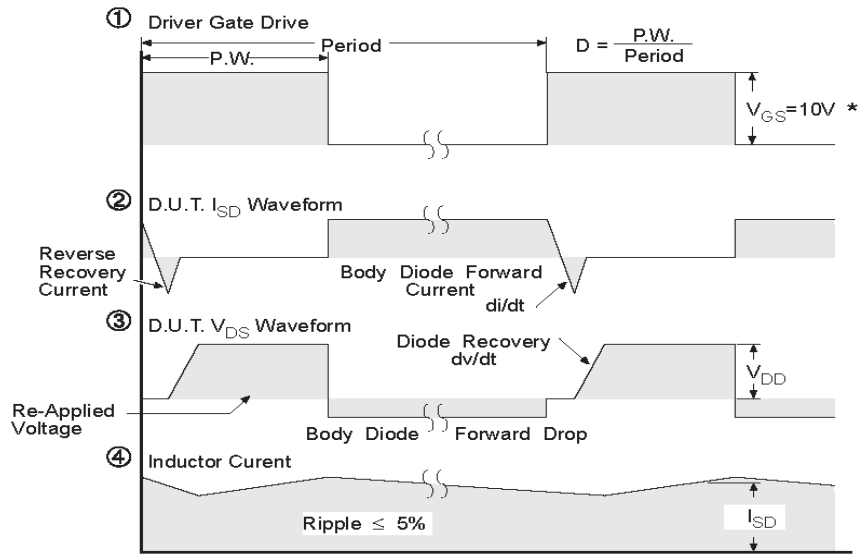 ① Driver Gate Drive
Period
P.W.
D = P.W.
Period
V_GS=10V *
② D.U.T. I_SD Waveform
Reverse
Recovery
Current
Body Diode Forward
Current
di/dt
③ D.U.T. V_DS Waveform
Diode Recovery
dv/dt
V_DD
Re-Applied
Voltage
Body Diode Forward Drop
④ Inductor Curent
Ripple ≤ 5%
I_SD